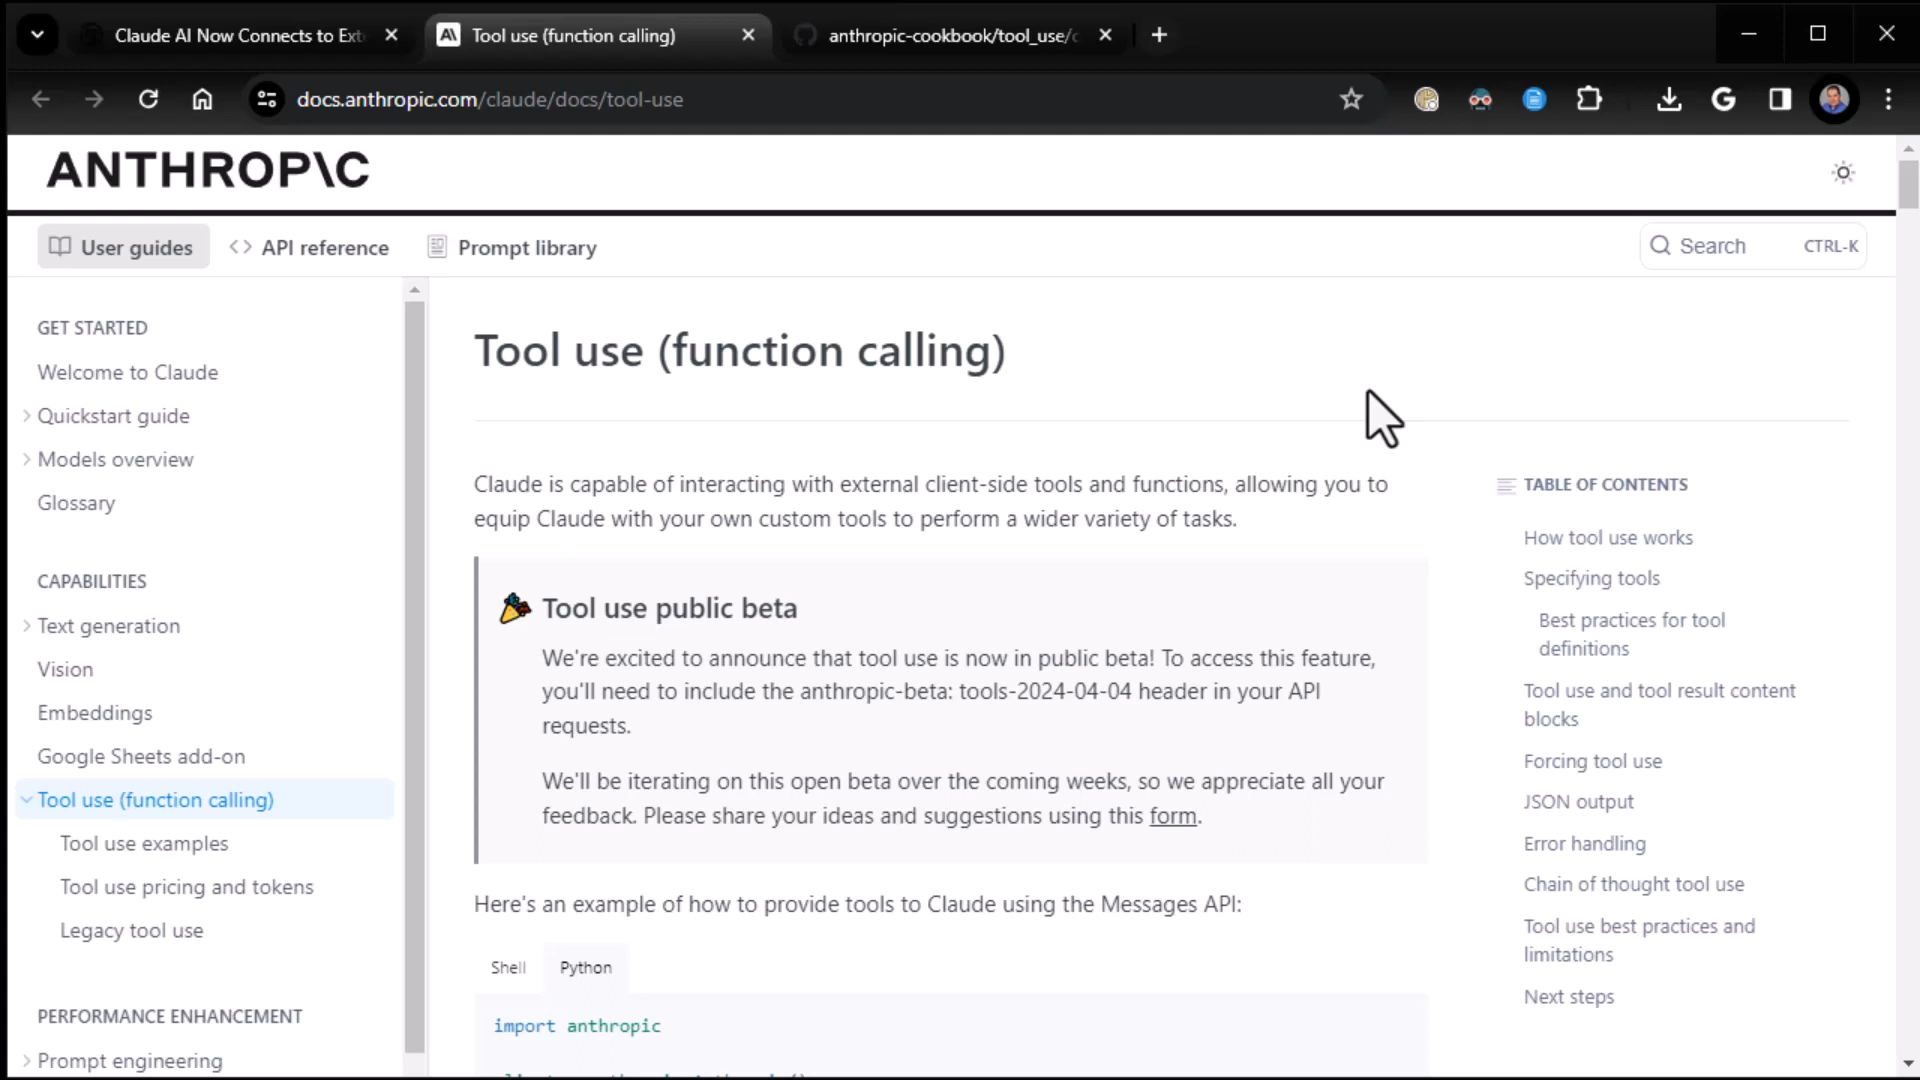 Claude AI Now Connects to Ext
Tool use (function calling)
anthropic-cookbook/tool_use/c
docs.anthropic.com/claude/docs/tool-use
ANTHROP\C
User guides
<> API reference
Prompt library
Search CTRL-K
GET STARTED
Welcome to Claude
Quickstart guide
Models overview
Glossary
CAPABILITIES
Text generation
Vision
Embeddings
Google Sheets add-on
Tool use (function calling)
Tool use examples
Tool use pricing and tokens
Legacy tool use
PERFORMANCE ENHANCEMENT
Prompt engineering
Tool use (function calling)
Claude is capable of interacting with external client-side tools and functions, allowing you to
equip Claude with your own custom tools to perform a wider variety of tasks.
Tool use public beta
We're excited to announce that tool use is now in public beta! To access this feature,
you'll need to include the anthropic-beta: tools-2024-04-04 header in your API
requests.
We'll be iterating on this open beta over the coming weeks, so we appreciate all your
feedback. Please share your ideas and suggestions using this form.
Here's an example of how to provide tools to Claude using the Messages API:
Shell Python
import anthropic
TABLE OF CONTENTS
How tool use works
Specifying tools
Best practices for tool
definitions
Tool use and tool result content
blocks
Forcing tool use
JSON output
Error handling
Chain of thought tool use
Tool use best practices and
limitations
Next steps